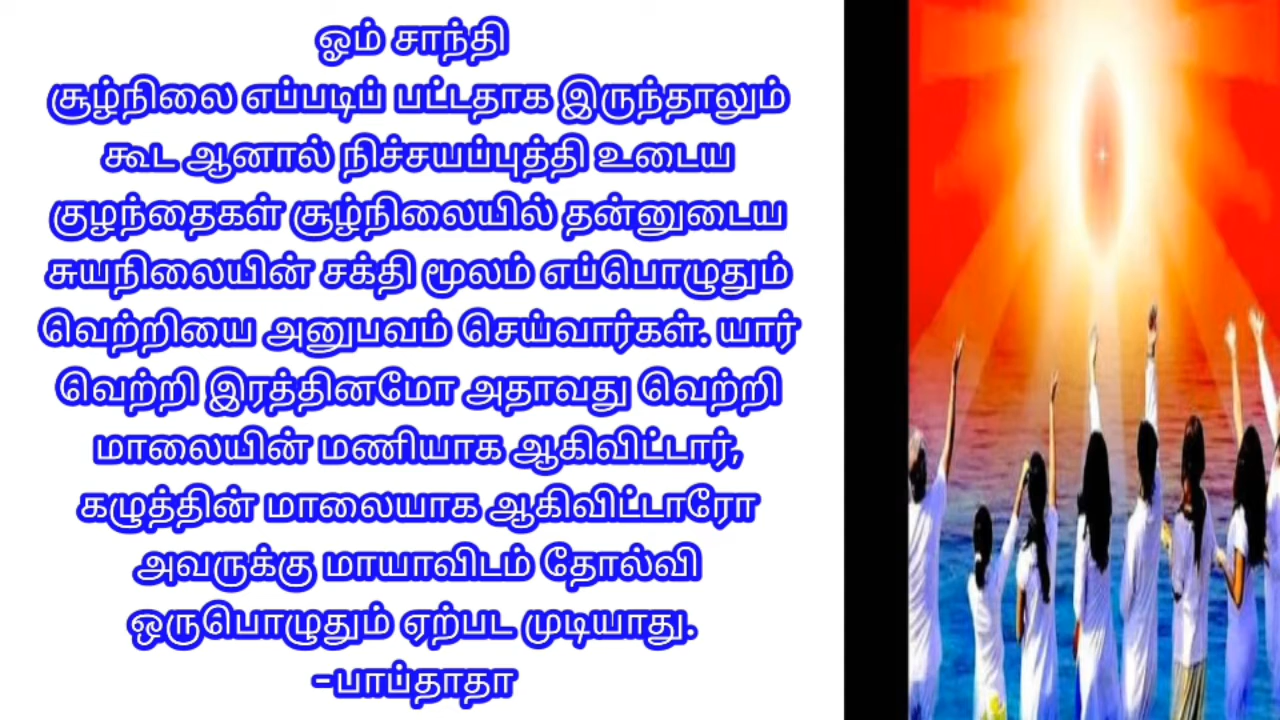 ஓம் சாந்தி
சூழ்நிலை எப்படிப் பட்டதாக இருந்தாலும்
கூட ஆனால் நிச்சயப்புத்தி உடைய
குழந்தைகள் சூழ்நிலையில் தன்னுடைய
சுயநிலையின் சக்தி மூலம் எப்பொழுதும்
வெற்றியை அனுபவம் செய்வார்கள். யார்
வெற்றி இரத்தினமோ அதாவது வெற்றி
மாலையின் மணியாக ஆகிவிட்டார்,
கழுத்தின் மாலையாக ஆகிவிட்டாரோ
அவருக்கு மாயாவிடம் தோல்வி
ஒருபொழுதும் ஏற்பட முடியாது.
-பாப்தாதா